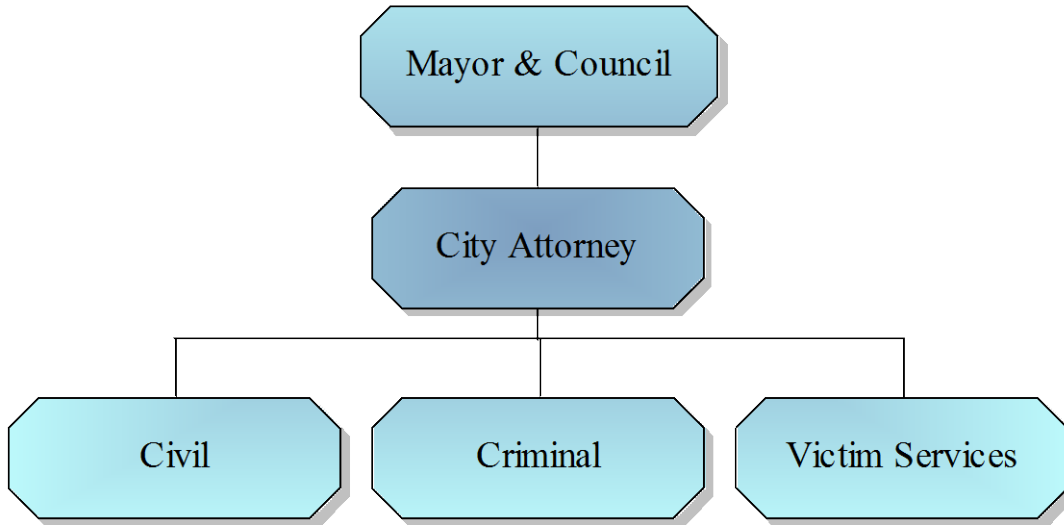 Mayor & Council
City Attorney
Civil
Criminal
Victim Services